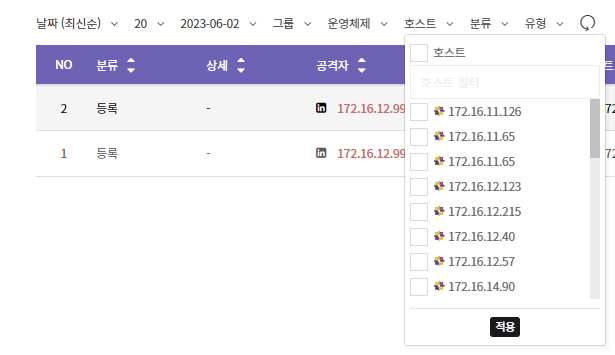 날짜 (최신순) 20 2023-06-02 그룹 운영체제 호스트 분류 유형
호스트
NO 분류 상세 공격자
호스트 필터
2 등록 - in 172.16.12.99
172.16.11.126
172.16.11.65
1 등록 - in 172.16.12.99
172.16.11.65
172.16.12.123
172.16.12.215
172.16.12.40
172.16.12.57
172.16.14.90
적용